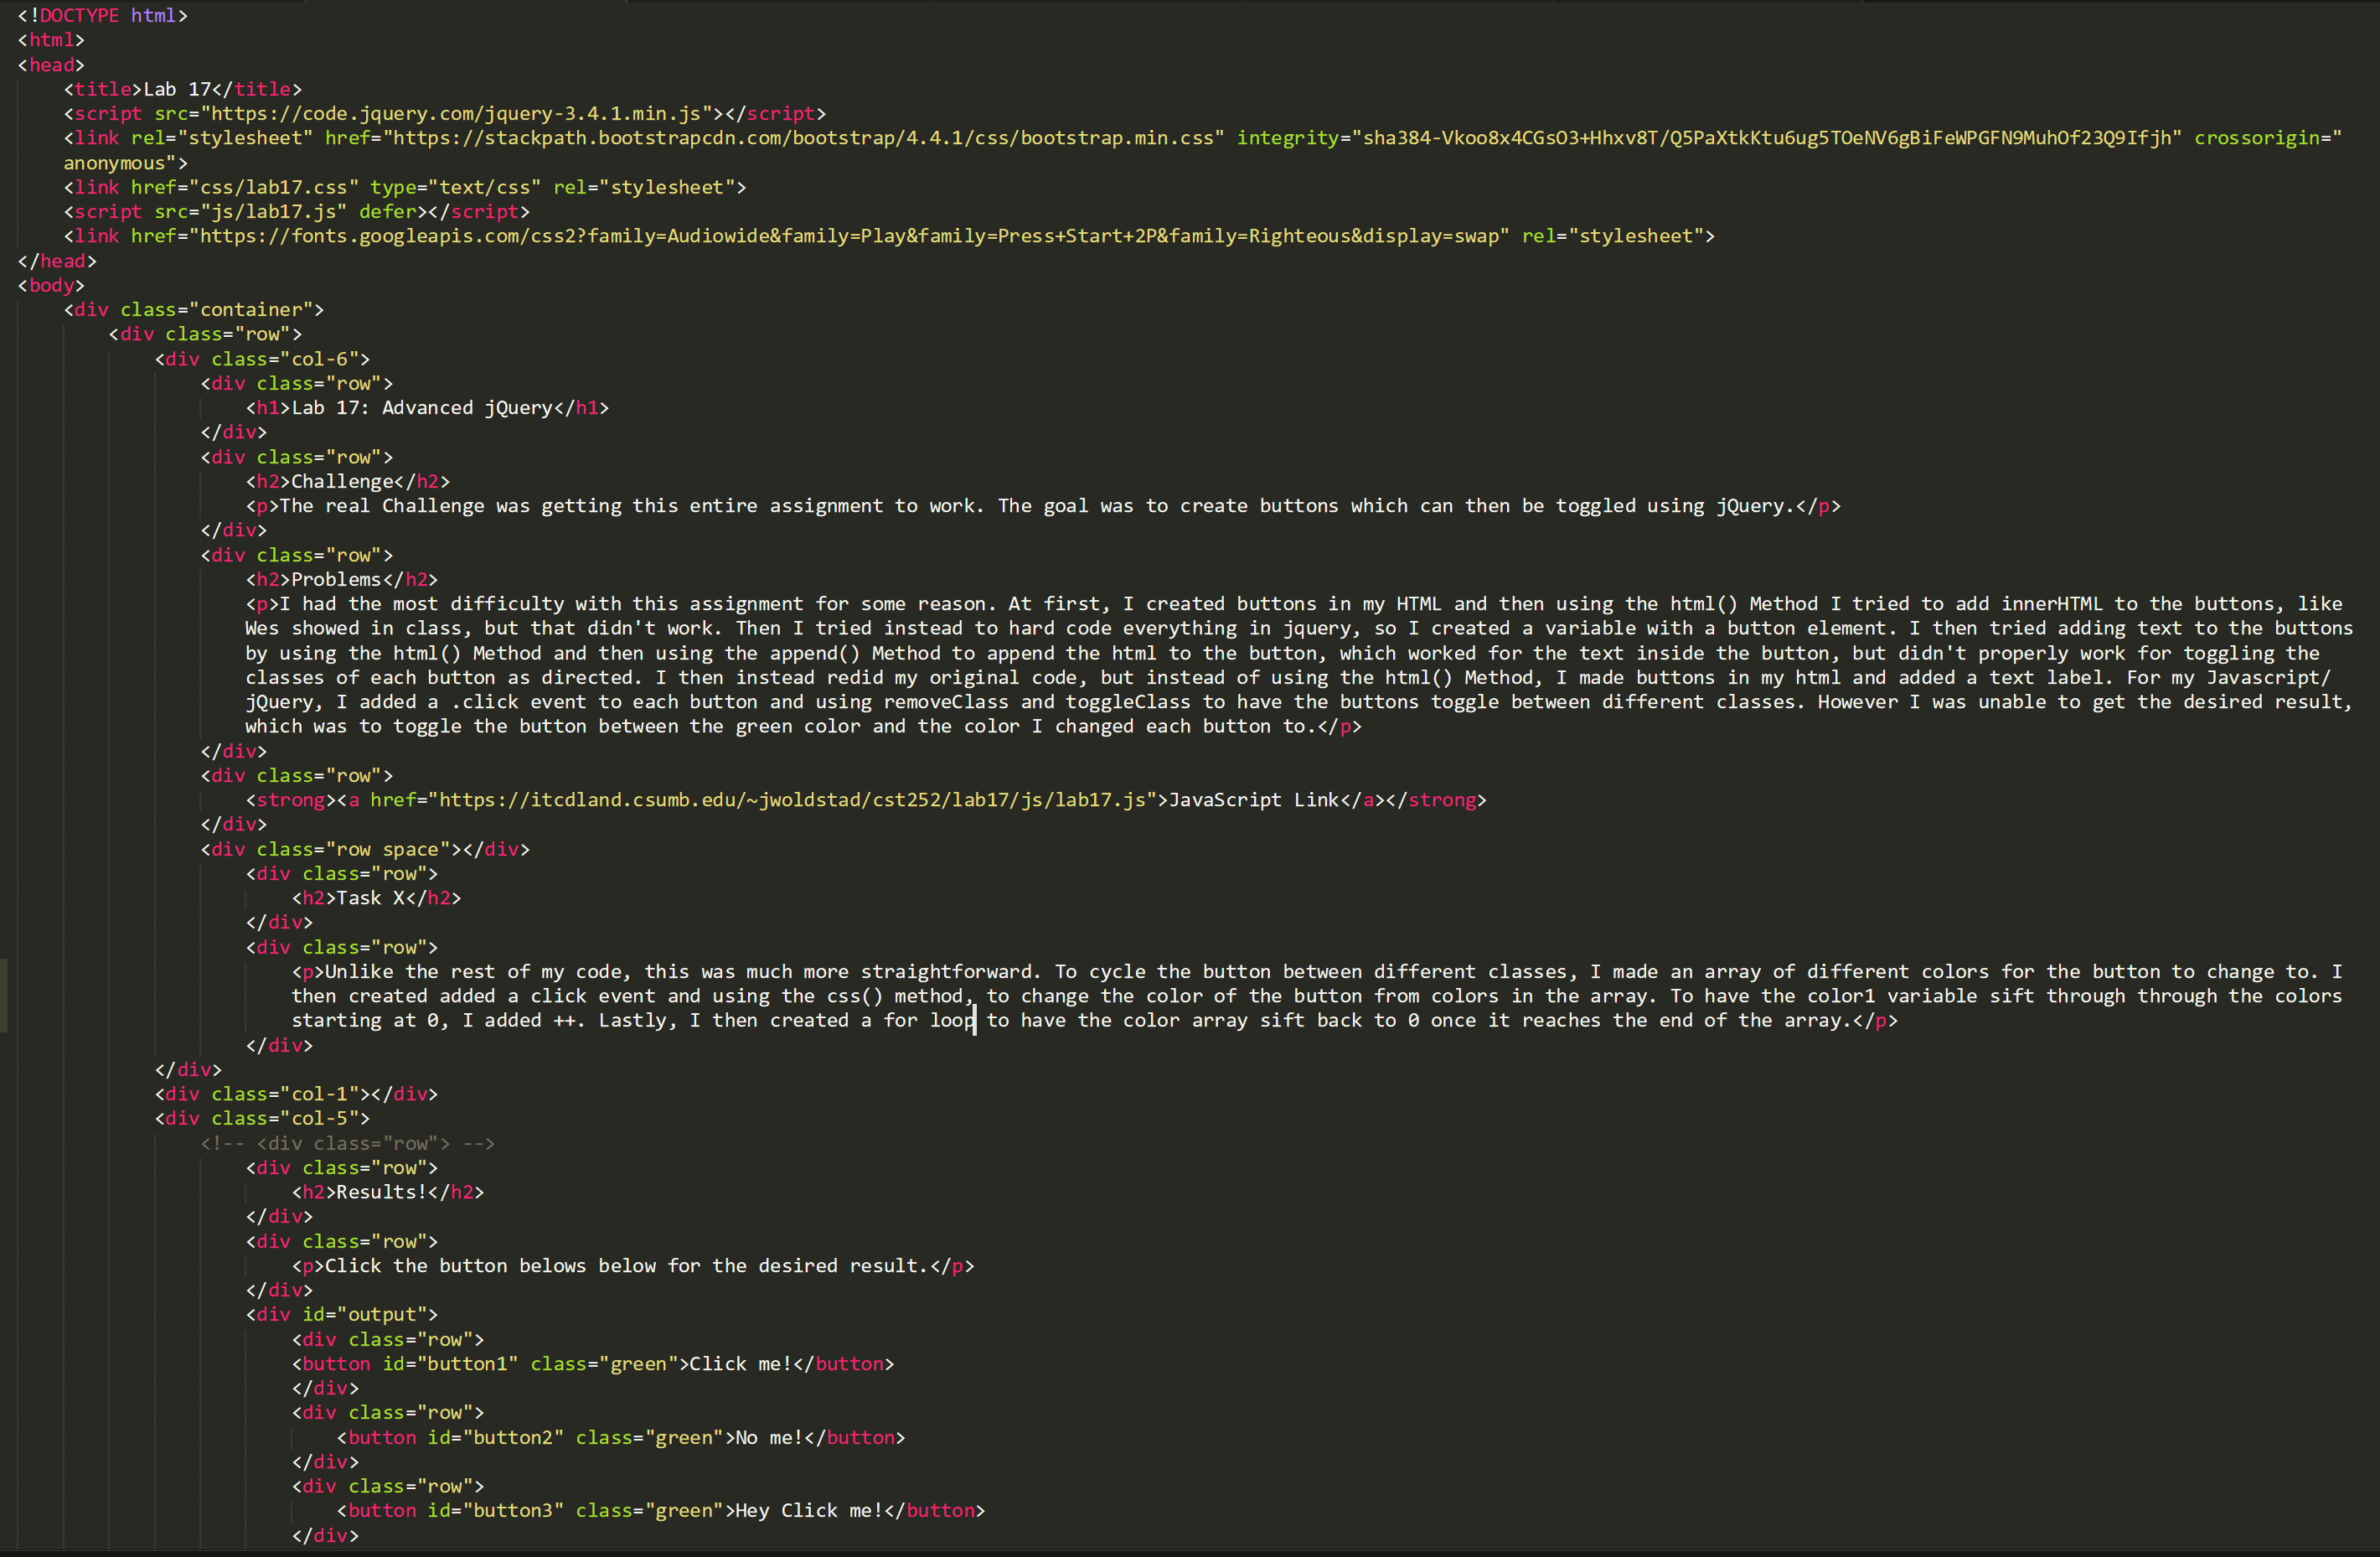 <!DOCTYPE html>
<html>
<head>
<title>Lab 17</title>
<script src="https://code.jquery.com/jquery-3.4.1.min.js"></script>
<link rel="stylesheet" href="https://stackpath.bootstrapcdn.com/bootstrap/4.4.1/css/bootstrap.min.css" integrity="sha384-Vkoo8x4CGsO3+Hhxv8T/Q5PaXtkKtu6ug5TOeNV6gBiFeWPGFN9MuhOf23Q9Ifjh" crossorigin="
anonymous">
<link href="css/lab17.css" type="text/css" rel="stylesheet">
<script src="js/lab17.js" defer></script>
<link href="https://fonts.googleapis.com/css2?family=Audiowide&family=Play&family=Press+Start+2P&family=Righteous&display=swap" rel="stylesheet">
</head>
<body>
<div class="container">
<div class="row">
<div class="col-6">
<div class="row">
<h1>Lab 17: Advanced jQuery</h1>
</div>
<div class="row">
<h2>Challenge</h2>
<p>The real Challenge was getting this entire assignment to work. The goal was to create buttons which can then be toggled using jQuery.</p>
</div>
<div class="row">
<h2>Problems</h2>
<p>I had the most difficulty with this assignment for some reason. At first, I created buttons in my HTML and then using the html() Method I tried to add innerHTML to the buttons, like
Wes showed in class, but that didn't work. Then I tried instead to hard code everything in jquery, so I created a variable with a button element. I then tried adding text to the buttons
by using the html() Method and then using the append() Method to append the html to the button, which worked for the text inside the button, but didn't properly work for toggling the
classes of each button as directed. I then instead redid my original code, but instead of using the html() Method, I made buttons in my html and added a text label. For my Javascript/
jQuery, I added a .click event to each button and using removeClass and toggleClass to have the buttons toggle between different classes. However I was unable to get the desired result,
which was to toggle the button between the green color and the color I changed each button to.</p>
</div>
<div class="row">
<strong><a href="https://itcdland.csumb.edu/~jwoldstad/cst252/lab17/js/lab17.js">JavaScript Link</a></strong>
</div>
<div class="row space"></div>
<div class="row">
<h2>Task X</h2>
</div>
<div class="row">
<p>Unlike the rest of my code, this was much more straightforward. To cycle the button between different classes, I made an array of different colors for the button to change to. I
then created added a click event and using the css() method, to change the color of the button from colors in the array. To have the color1 variable sift through through the colors
starting at 0, I added ++. Lastly, I then created a for loop to have the color array sift back to 0 once it reaches the end of the array.</p>
</div>
</div>
<div class="col-1"></div>
<div class="col-5">
<!-- <div class="row"> -->
<div class="row">
<h2>Results!</h2>
</div>
<div class="row">
<p>Click the button belows below for the desired result.</p>
</div>
<div id="output">
<div class="row">
<button id="button1" class="green">Click me!</button>
</div>
<div class="row">
<button id="button2" class="green">No me!</button>
</div>
<div class="row">
<button id="button3" class="green">Hey Click me!</button>
</div>